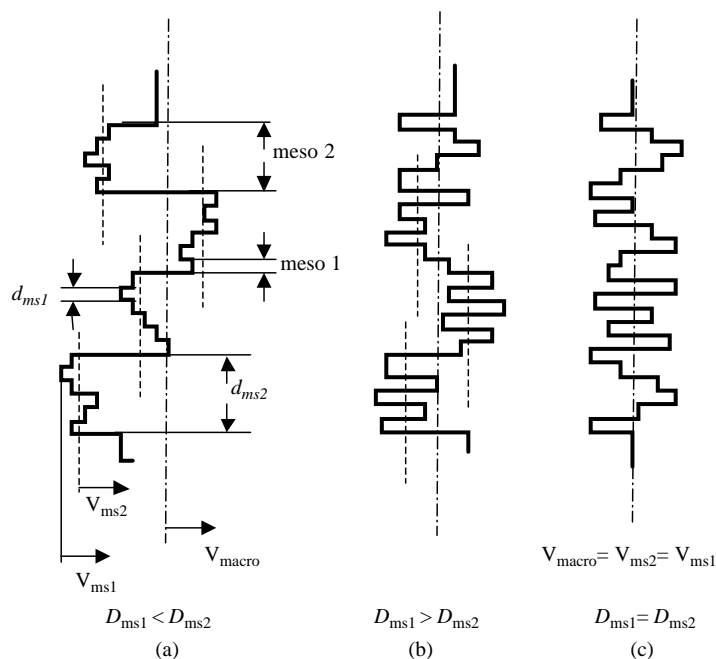 meso 2
meso 1
d_ms1
d_ms2
V_ms2
V_macro
V_ms1
V_macro = V_ms2 = V_ms1
D_ms1 < D_ms2
D_ms1 > D_ms2
D_ms1 = D_ms2
(a)
(b)
(c)